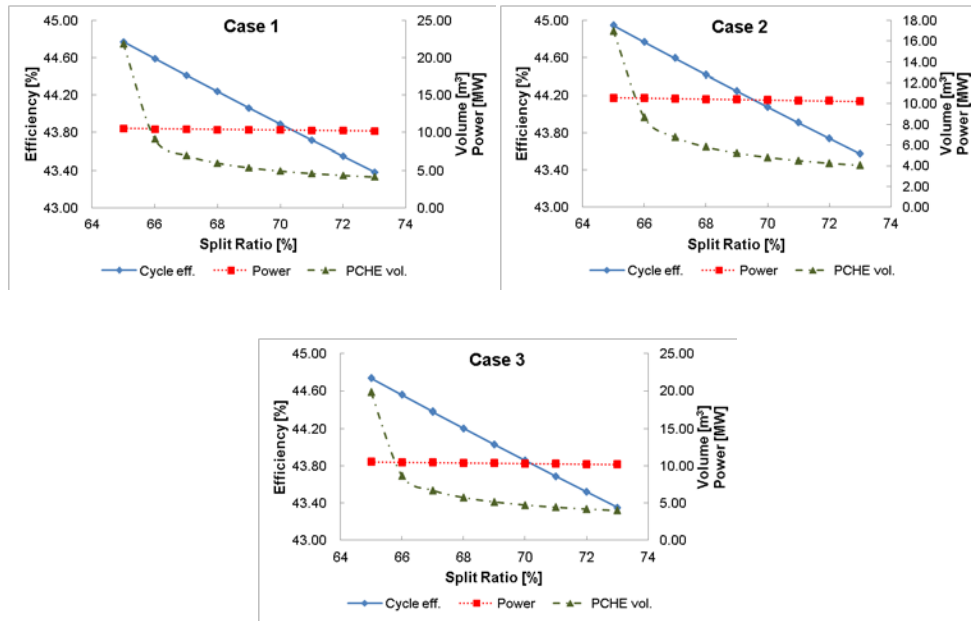 Case 1
Efficiency [%]
45.00
44.60
44.20
43.80
43.40
43.00
25.00
20.00
15.00
10.00
5.00
0.00
Volume [m³]
Power [MW]
64 66 68 70 72 74
Split Ratio [%]
Cycle eff. Power PCHE vol.
Case 2
Efficiency [%]
45.00
44.60
44.20
43.80
43.40
43.00
18.00
16.00
14.00
12.00
10.00
8.00
6.00
4.00
2.00
0.00
Volume [m³]
Power [MW]
64 66 68 70 72 74
Split Ratio [%]
Cycle eff. Power PCHE vol.
Case 3
Efficiency [%]
45.00
44.60
44.20
43.80
43.40
43.00
25.00
20.00
15.00
10.00
5.00
0.00
Volume [m³]
Power [MW]
64 66 68 70 72 74
Split Ratio [%]
Cycle eff. Power PCHE vol.